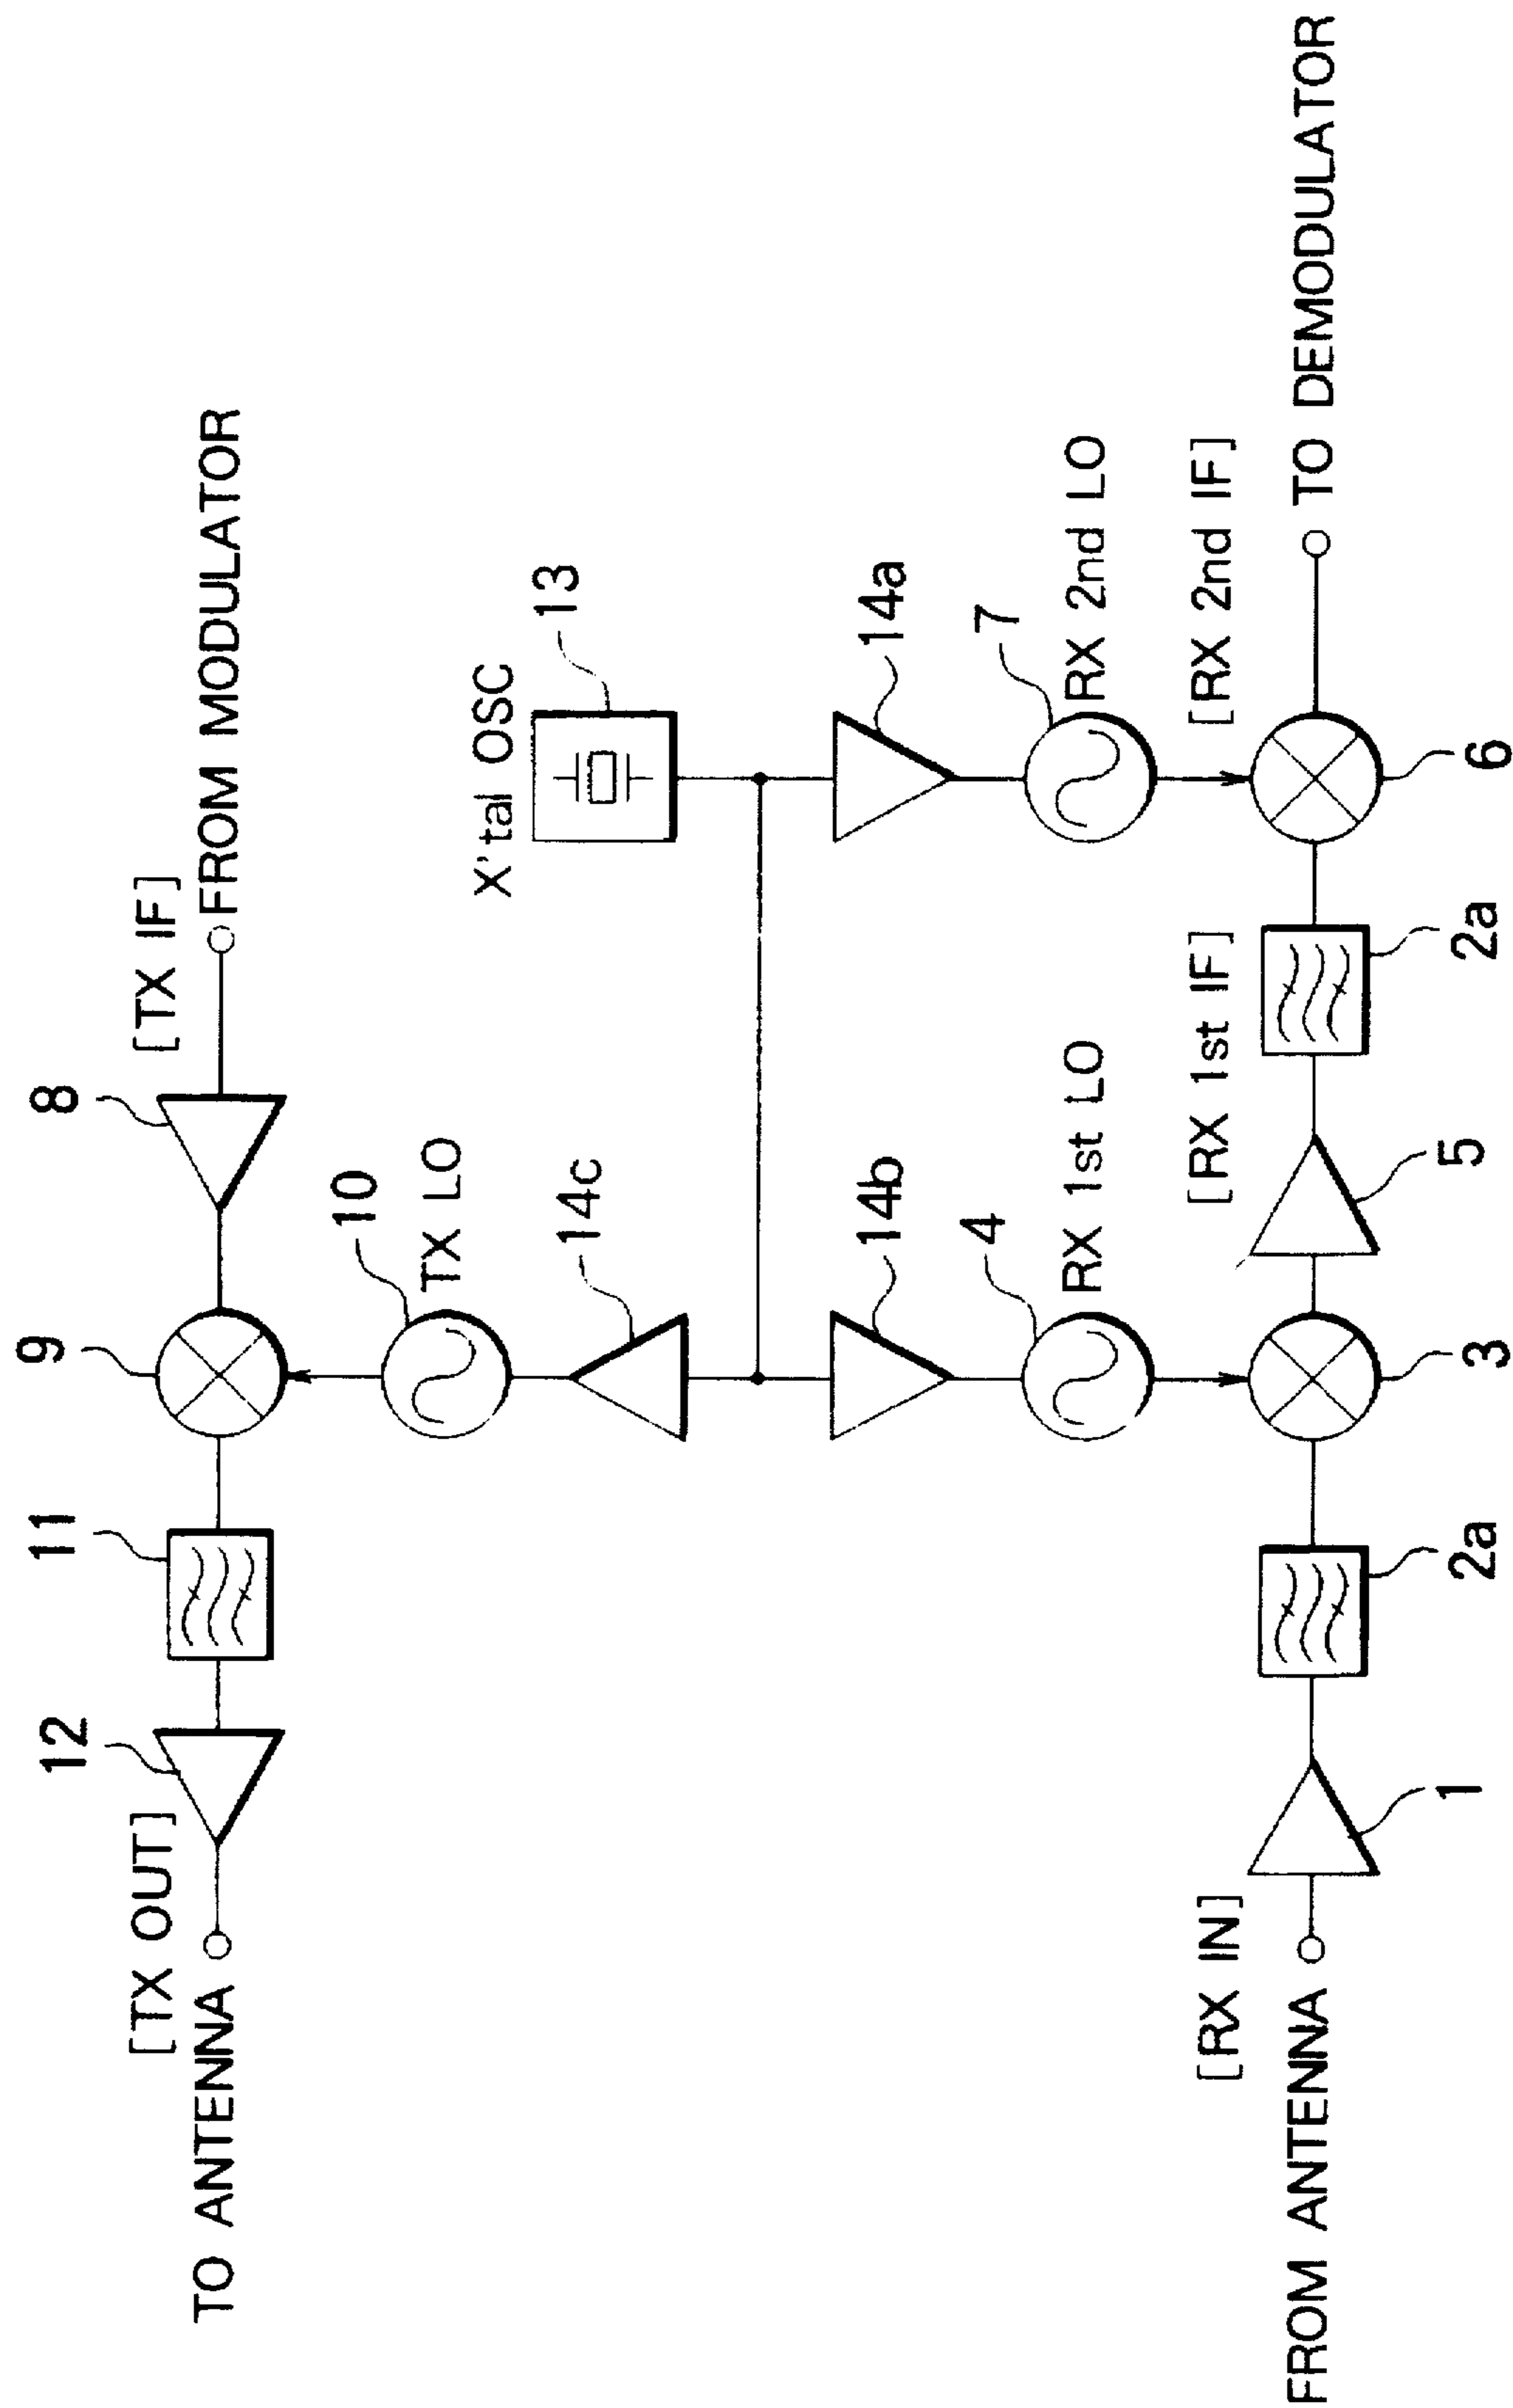 12
11
9
8
[TX OUT]
[TX IF]
TO ANTENNA
FROM MODULATOR
10
TX LO
X'tal OSC
13
14c
14b
14a
4
7
RX 1st LO
RX 2nd LO
[RX IN]
[RX 1st IF]
[RX 2nd IF]
FROM ANTENNA
TO DEMODULATOR
1
2a
3
5
2a
6